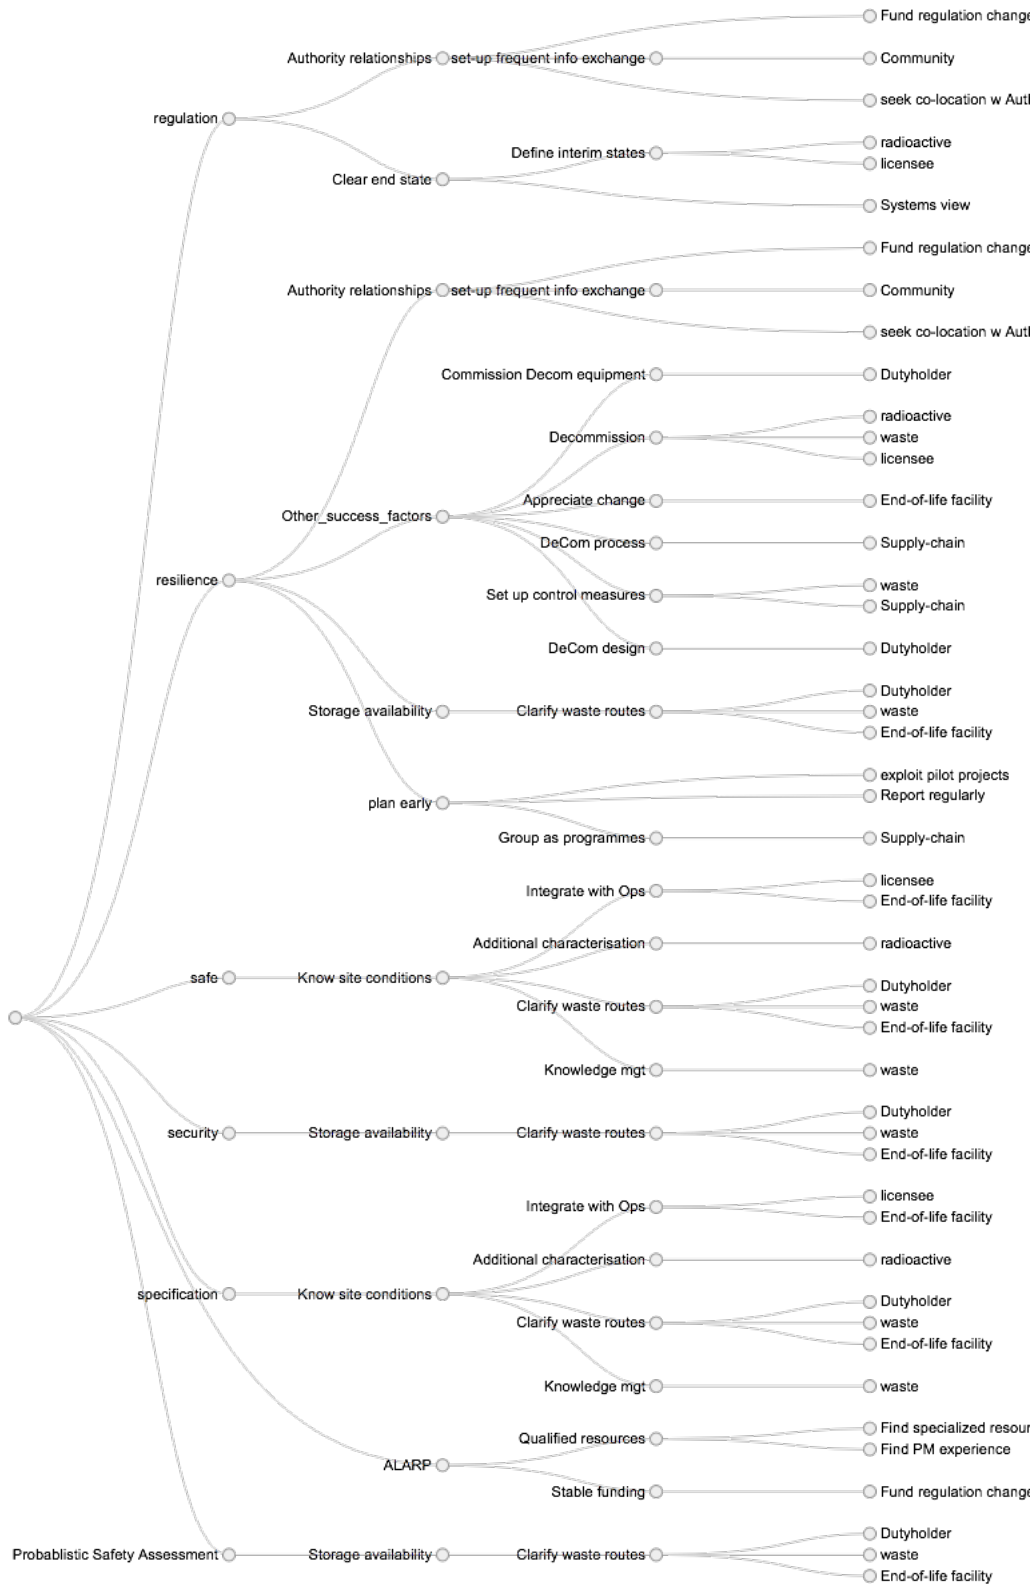 Fund regulation change
Authority relationships
set-up frequent info exchange
Community
seek co-location w Aut
regulation
radioactive
Define interim states
licensee
Clear end state
Systems view
Fund regulation change
Authority relationships
set-up frequent info exchange
Community
seek co-location w Aut
Commission Decom equipment
Dutyholder
radioactive
Decommission
waste
licensee
Appreciate change
End-of-life facility
Other_success_factors
DeCom process
Supply-chain
resilience
waste
Set up control measures
Supply-chain
DeCom design
Dutyholder
Dutyholder
Storage availability
Clarify waste routes
waste
End-of-life facility
exploit pilot projects
plan early
Report regularly
Group as programmes
Supply-chain
licensee
Integrate with Ops
End-of-life facility
Additional characterisation
radioactive
safe
Know site conditions
Dutyholder
Clarify waste routes
waste
End-of-life facility
Knowledge mgt
waste
Dutyholder
security
Storage availability
Clarify waste routes
waste
End-of-life facility
licensee
Integrate with Ops
End-of-life facility
Additional characterisation
radioactive
specification
Know site conditions
Dutyholder
Clarify waste routes
waste
End-of-life facility
Knowledge mgt
waste
Find specialized resour
Qualified resources
Find PM experience
ALARP
Stable funding
Fund regulation change
Dutyholder
Probablistic Safety Assessment
Storage availability
Clarify waste routes
waste
End-of-life facility